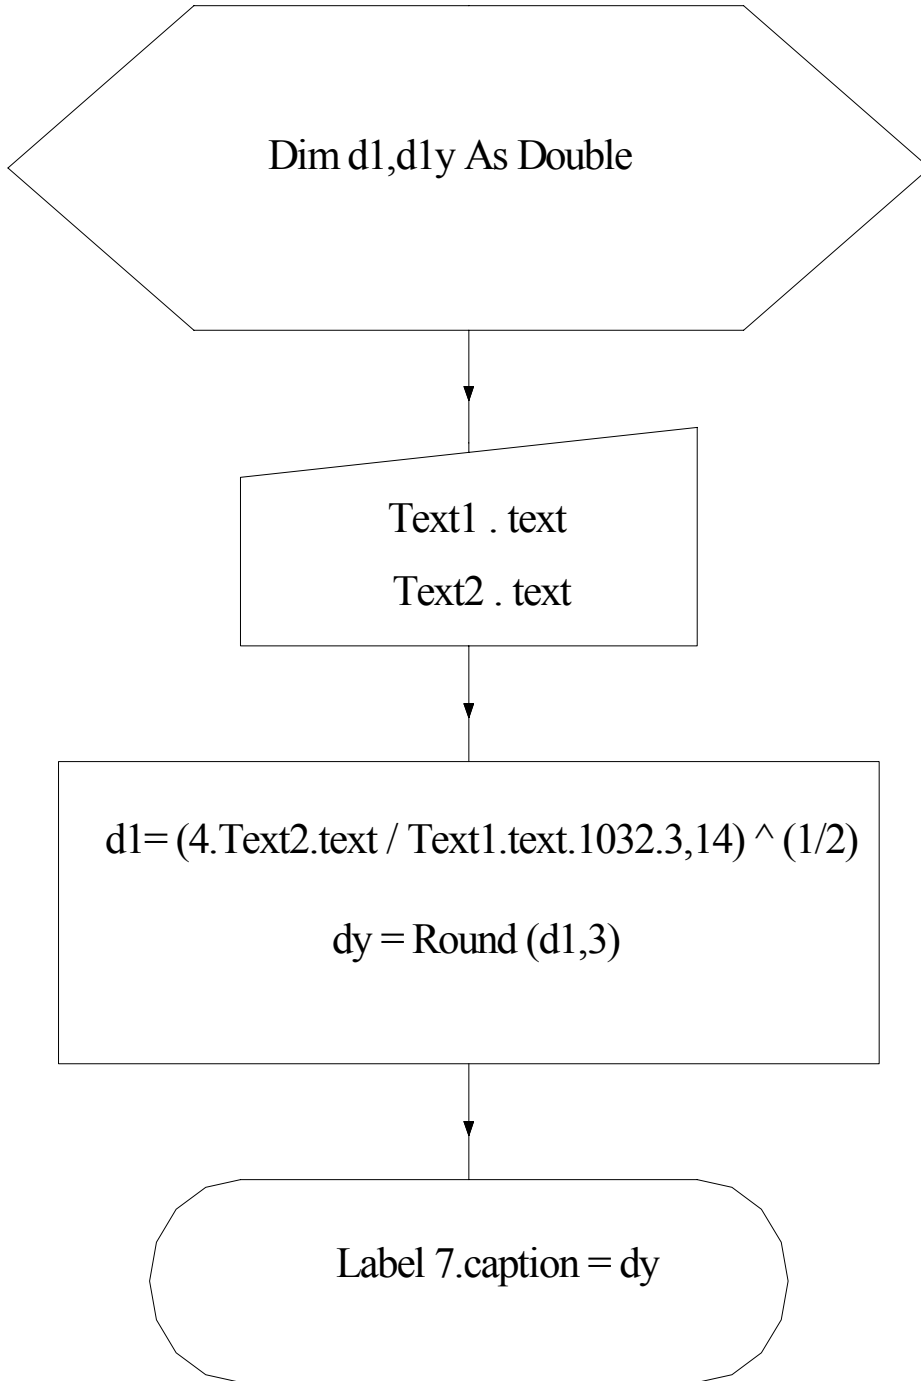 Dim d1,d1y As Double
Text1 . text
Text2 . text
d1= (4.Text2.text / Text1.text.1032.3,14) ^ (1/2)
dy = Round (d1,3)
Label 7.caption = dy